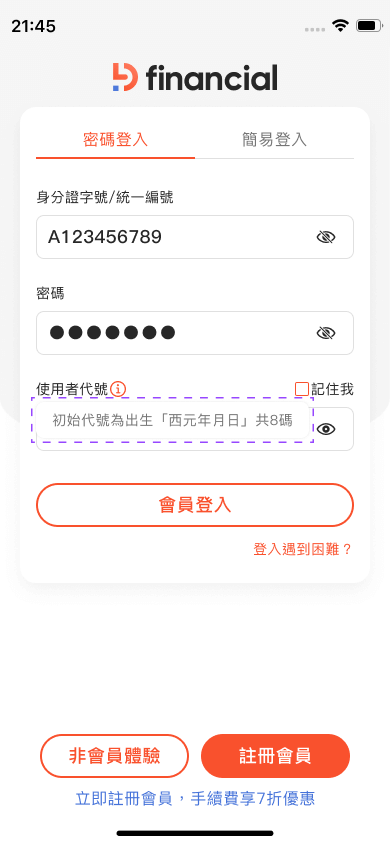 21:45
financial
密碼登入
簡易登入
身分證字號/統一編號
A123456789
密碼
使用者代號
記住我
初始代號為出生「西元年月日」共8碼
會員登入
登入遇到困難？
非會員體驗
註冊會員
立即註冊會員，手續費享7折優惠